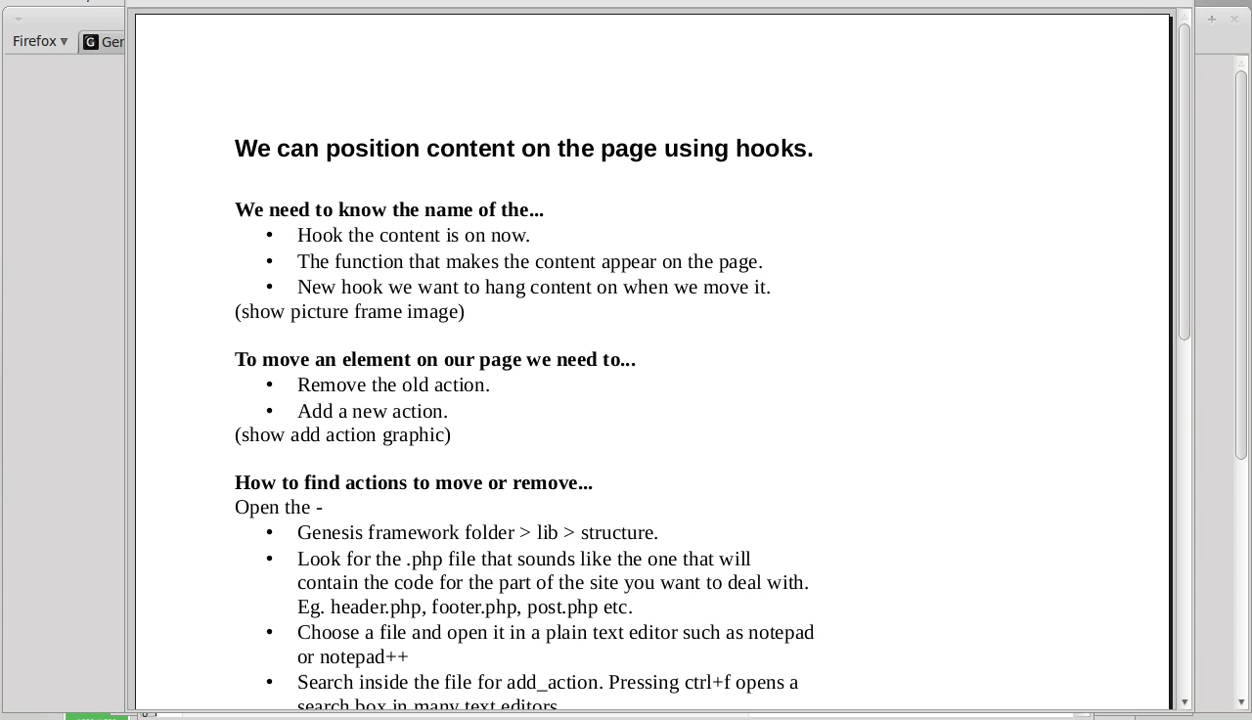 Firefox
Ger
We can position content on the page using hooks.
We need to know the name of the...
• Hook the content is on now.
• The function that makes the content appear on the page.
• New hook we want to hang content on when we move it.
(show picture frame image)
To move an element on our page we need to...
• Remove the old action.
• Add a new action.
(show add action graphic)
How to find actions to move or remove...
Open the -
• Genesis framework folder > lib > structure.
• Look for the .php file that sounds like the one that will
contain the code for the part of the site you want to deal with.
Eg. header.php, footer.php, post.php etc.
• Choose a file and open it in a plain text editor such as notepad
or notepad++
• Search inside the file for add_action. Pressing ctrl+f opens a
search box in many text editors